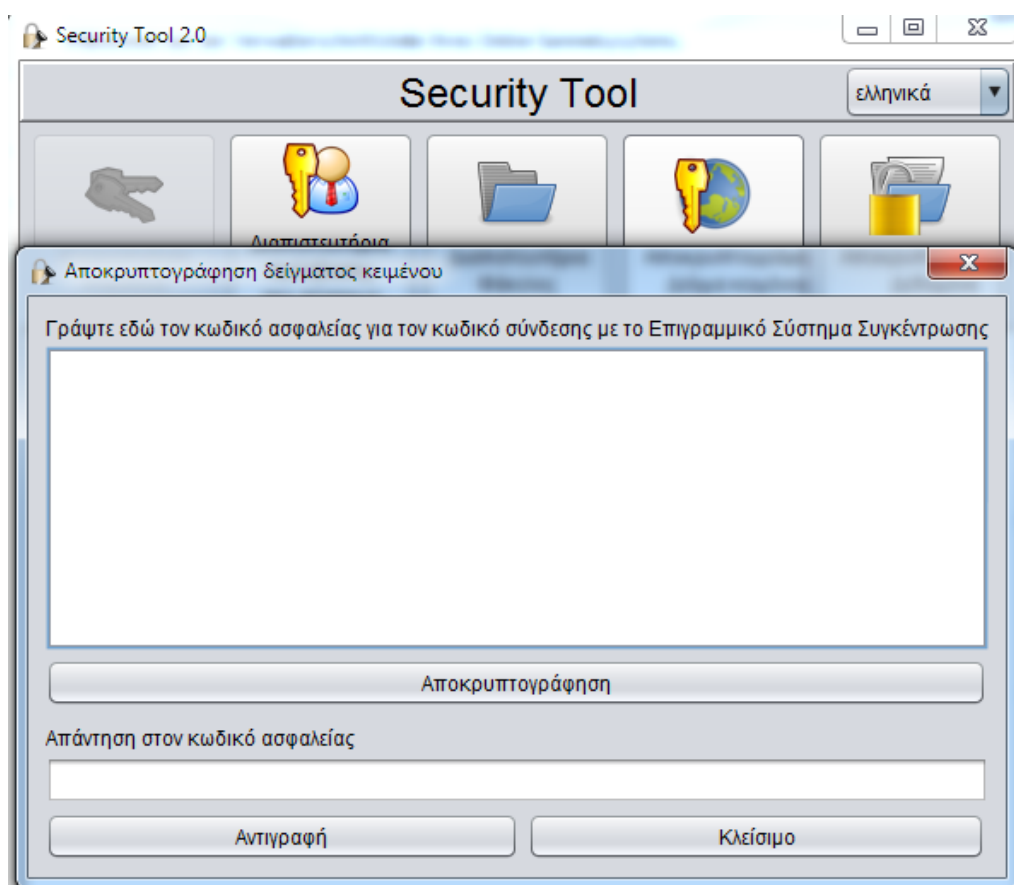 Security Tool 2.0
Security Tool
ελληνικά
Αποκρυπτογράφηση δείγματος κειμένου
Γράψτε εδώ τον κωδικό ασφαλείας για τον κωδικό σύνδεσης με το Επιγραμμικό Σύστημα Συγκέντρωσης
Αποκρυπτογράφηση
Απάντηση στον κωδικό ασφαλείας
Αντιγραφή
Κλείσιμο